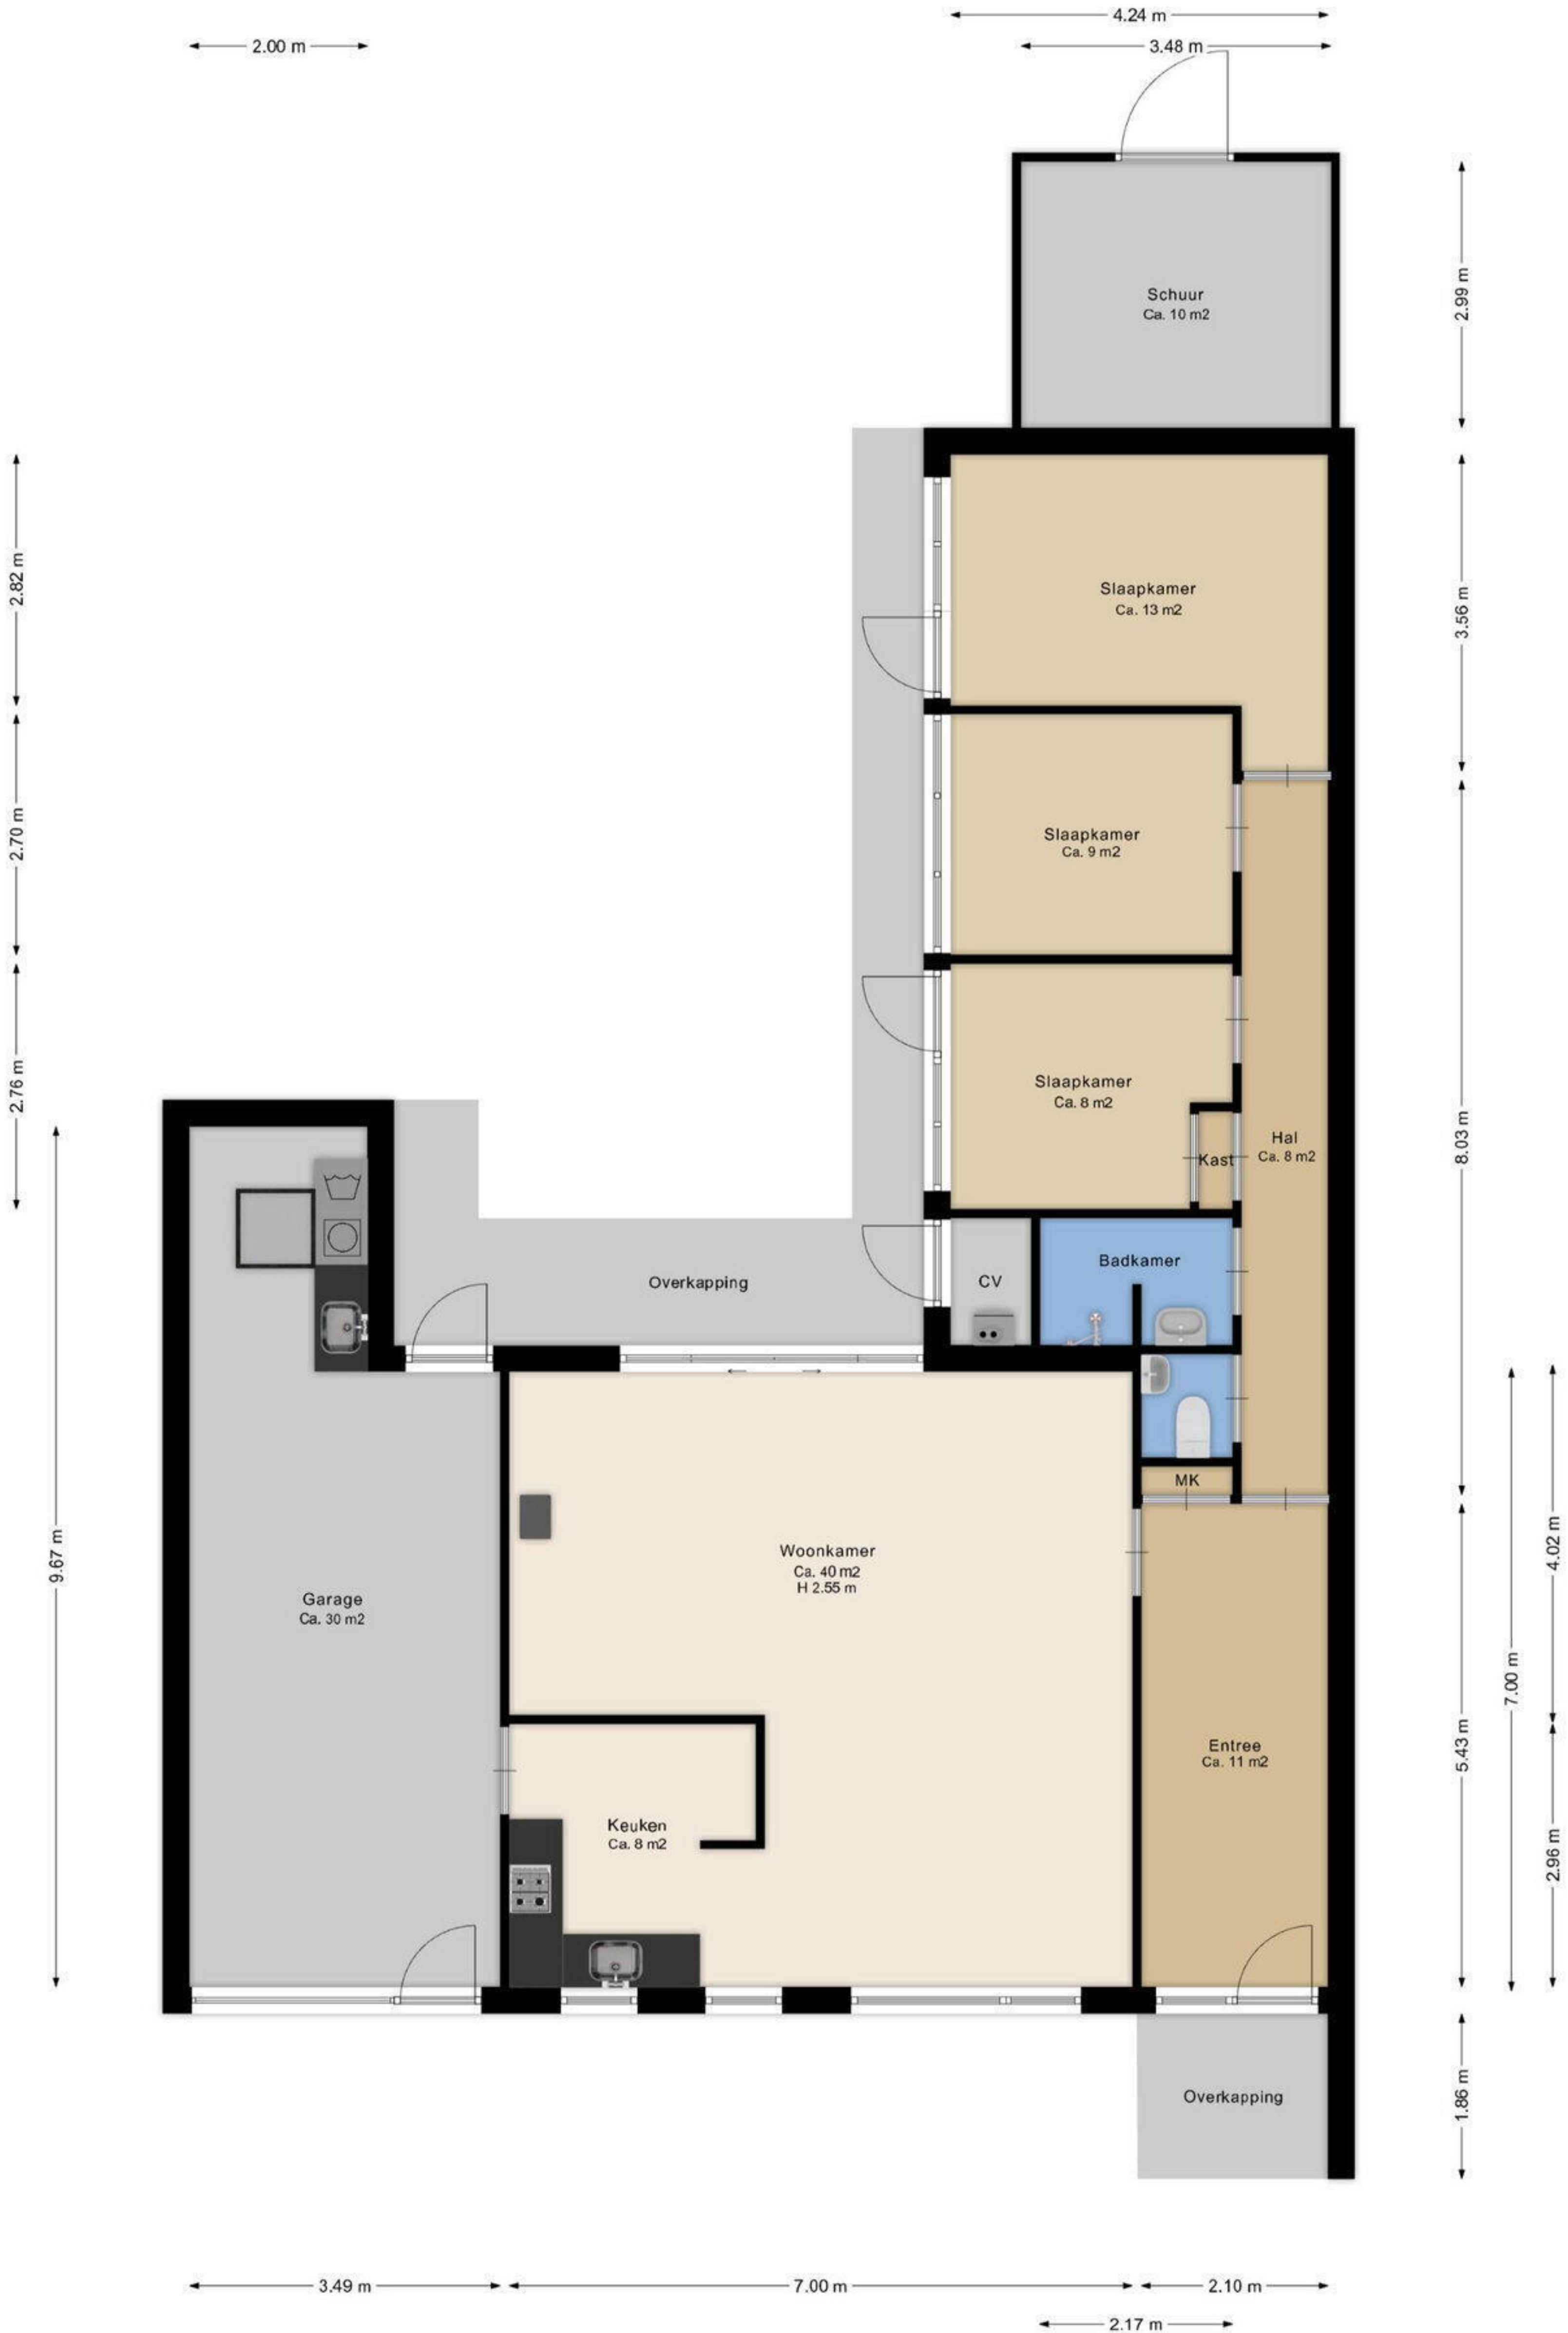 4.24 m
2.00 m
3.48 m
2.99 m
Schuur
Ca. 10 m2
2.82 m
3.56 m
Slaapkamer
Ca. 13 m2
2.70 m
Slaapkamer
Ca. 9 m2
2.76 m
Slaapkamer
Ca. 8 m2
8.03 m
Hal
Ca. 8 m2
Kast
Badkamer
CV
Overkapping
MK
9.67 m
Woonkamer
Ca. 40 m2
H 2.55 m
4.02 m
Garage
Ca. 30 m2
7.00 m
5.43 m
Entree
Ca. 11 m2
Keuken
Ca. 8 m2
2.96 m
Overkapping
1.86 m
3.49 m
7.00 m
2.10 m
2.17 m